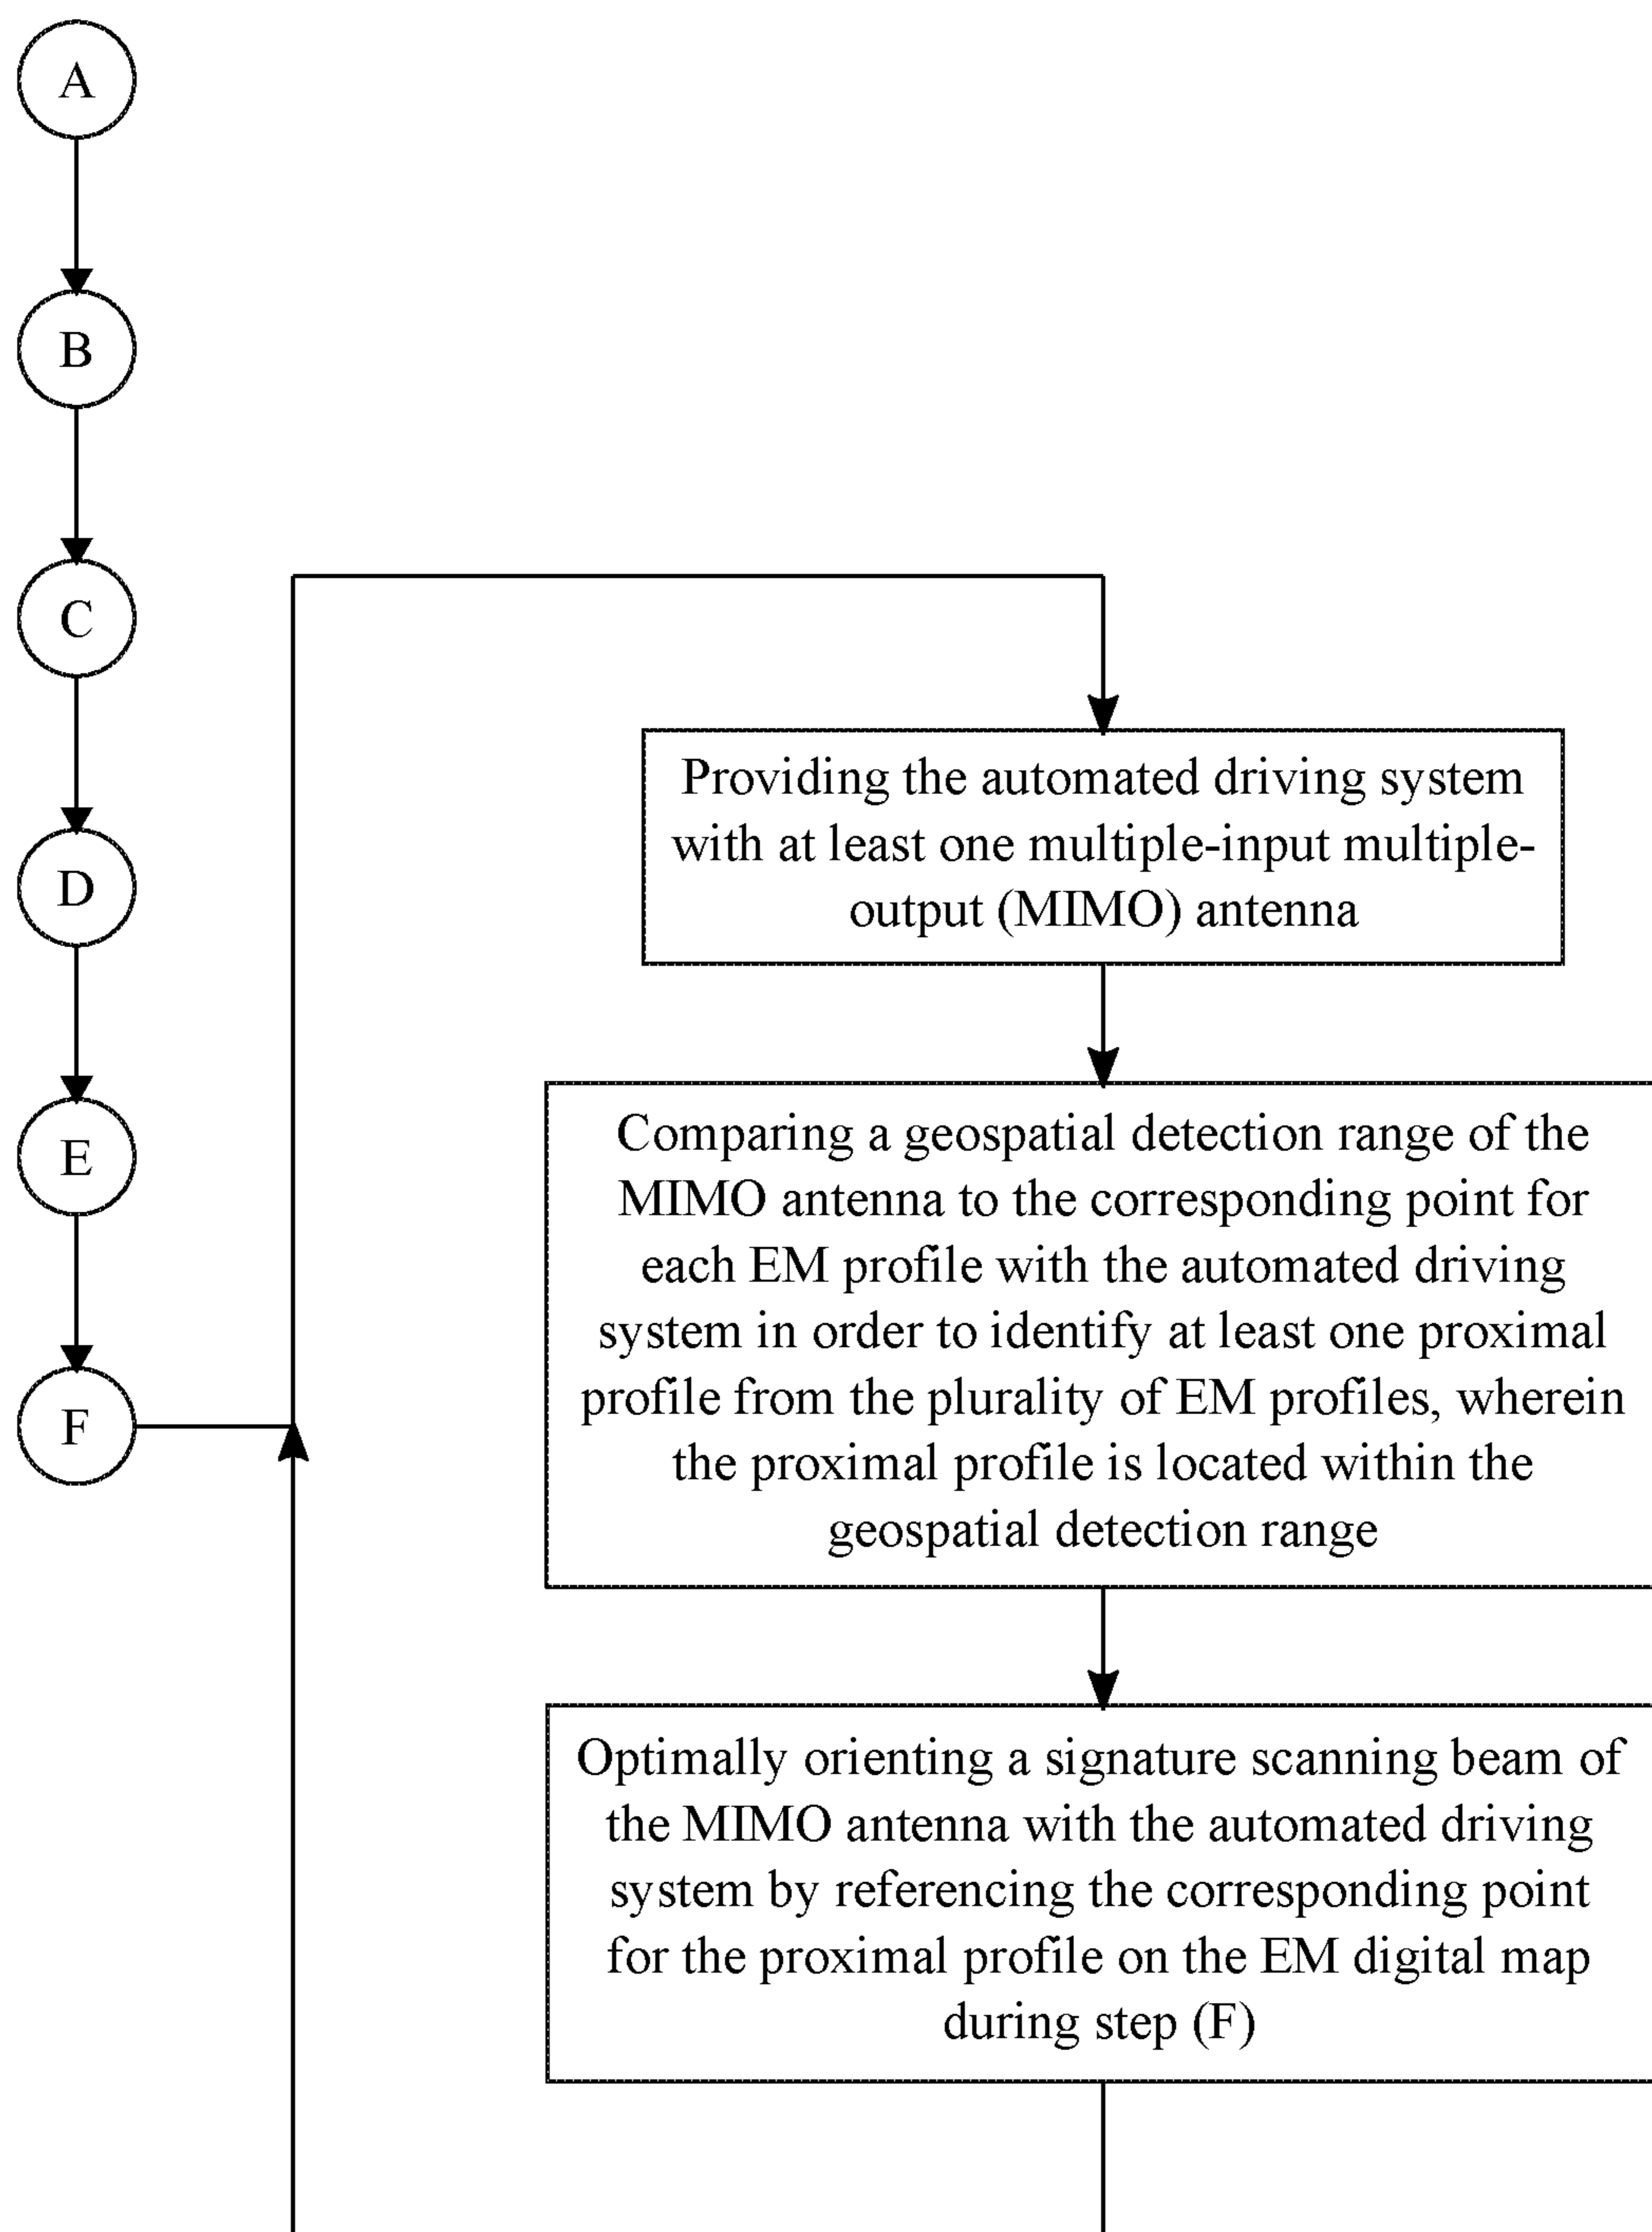 A
B
C
D
E
F
Providing the automated driving system
with at least one multiple-input multiple-
output (MIMO) antenna
Comparing a geospatial detection range of the
MIMO antenna to the corresponding point for
each EM profile with the automated driving
system in order to identify at least one proximal
profile from the plurality of EM profiles, wherein
the proximal profile is located within the
geospatial detection range
Optimally orienting a signature scanning beam of
the MIMO antenna with the automated driving
system by referencing the corresponding point
for the proximal profile on the EM digital map
during step (F)